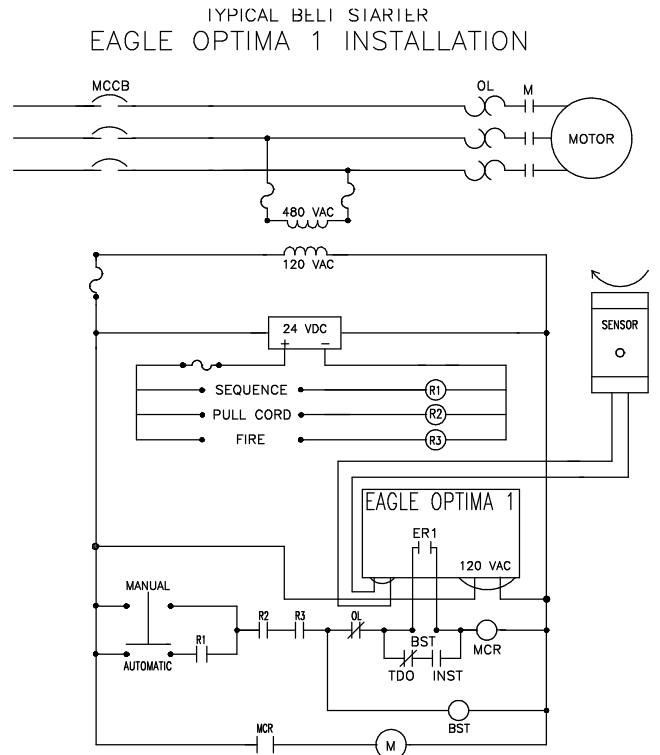 TYPICAL BELT STARTER
EAGLE OPTIMA 1 INSTALLATION
MCCB
OL
M
MOTOR
480 VAC
120 VAC
24 VDC
+ −
SENSOR
SEQUENCE
R1
PULL CORD
R2
FIRE
R3
EAGLE OPTIMA 1
ER1
120 VAC
MANUAL
R1
AUTOMATIC
R2
R3
OL
BST
TDO
INST
MCR
BST
MCR
M